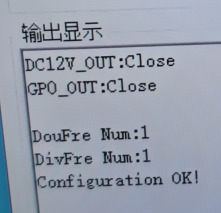 输出显示
DC12V_OUT:Close
GPO_OUT:Close
DouFre Num:1
DivFre Num:1
Configuration OK!